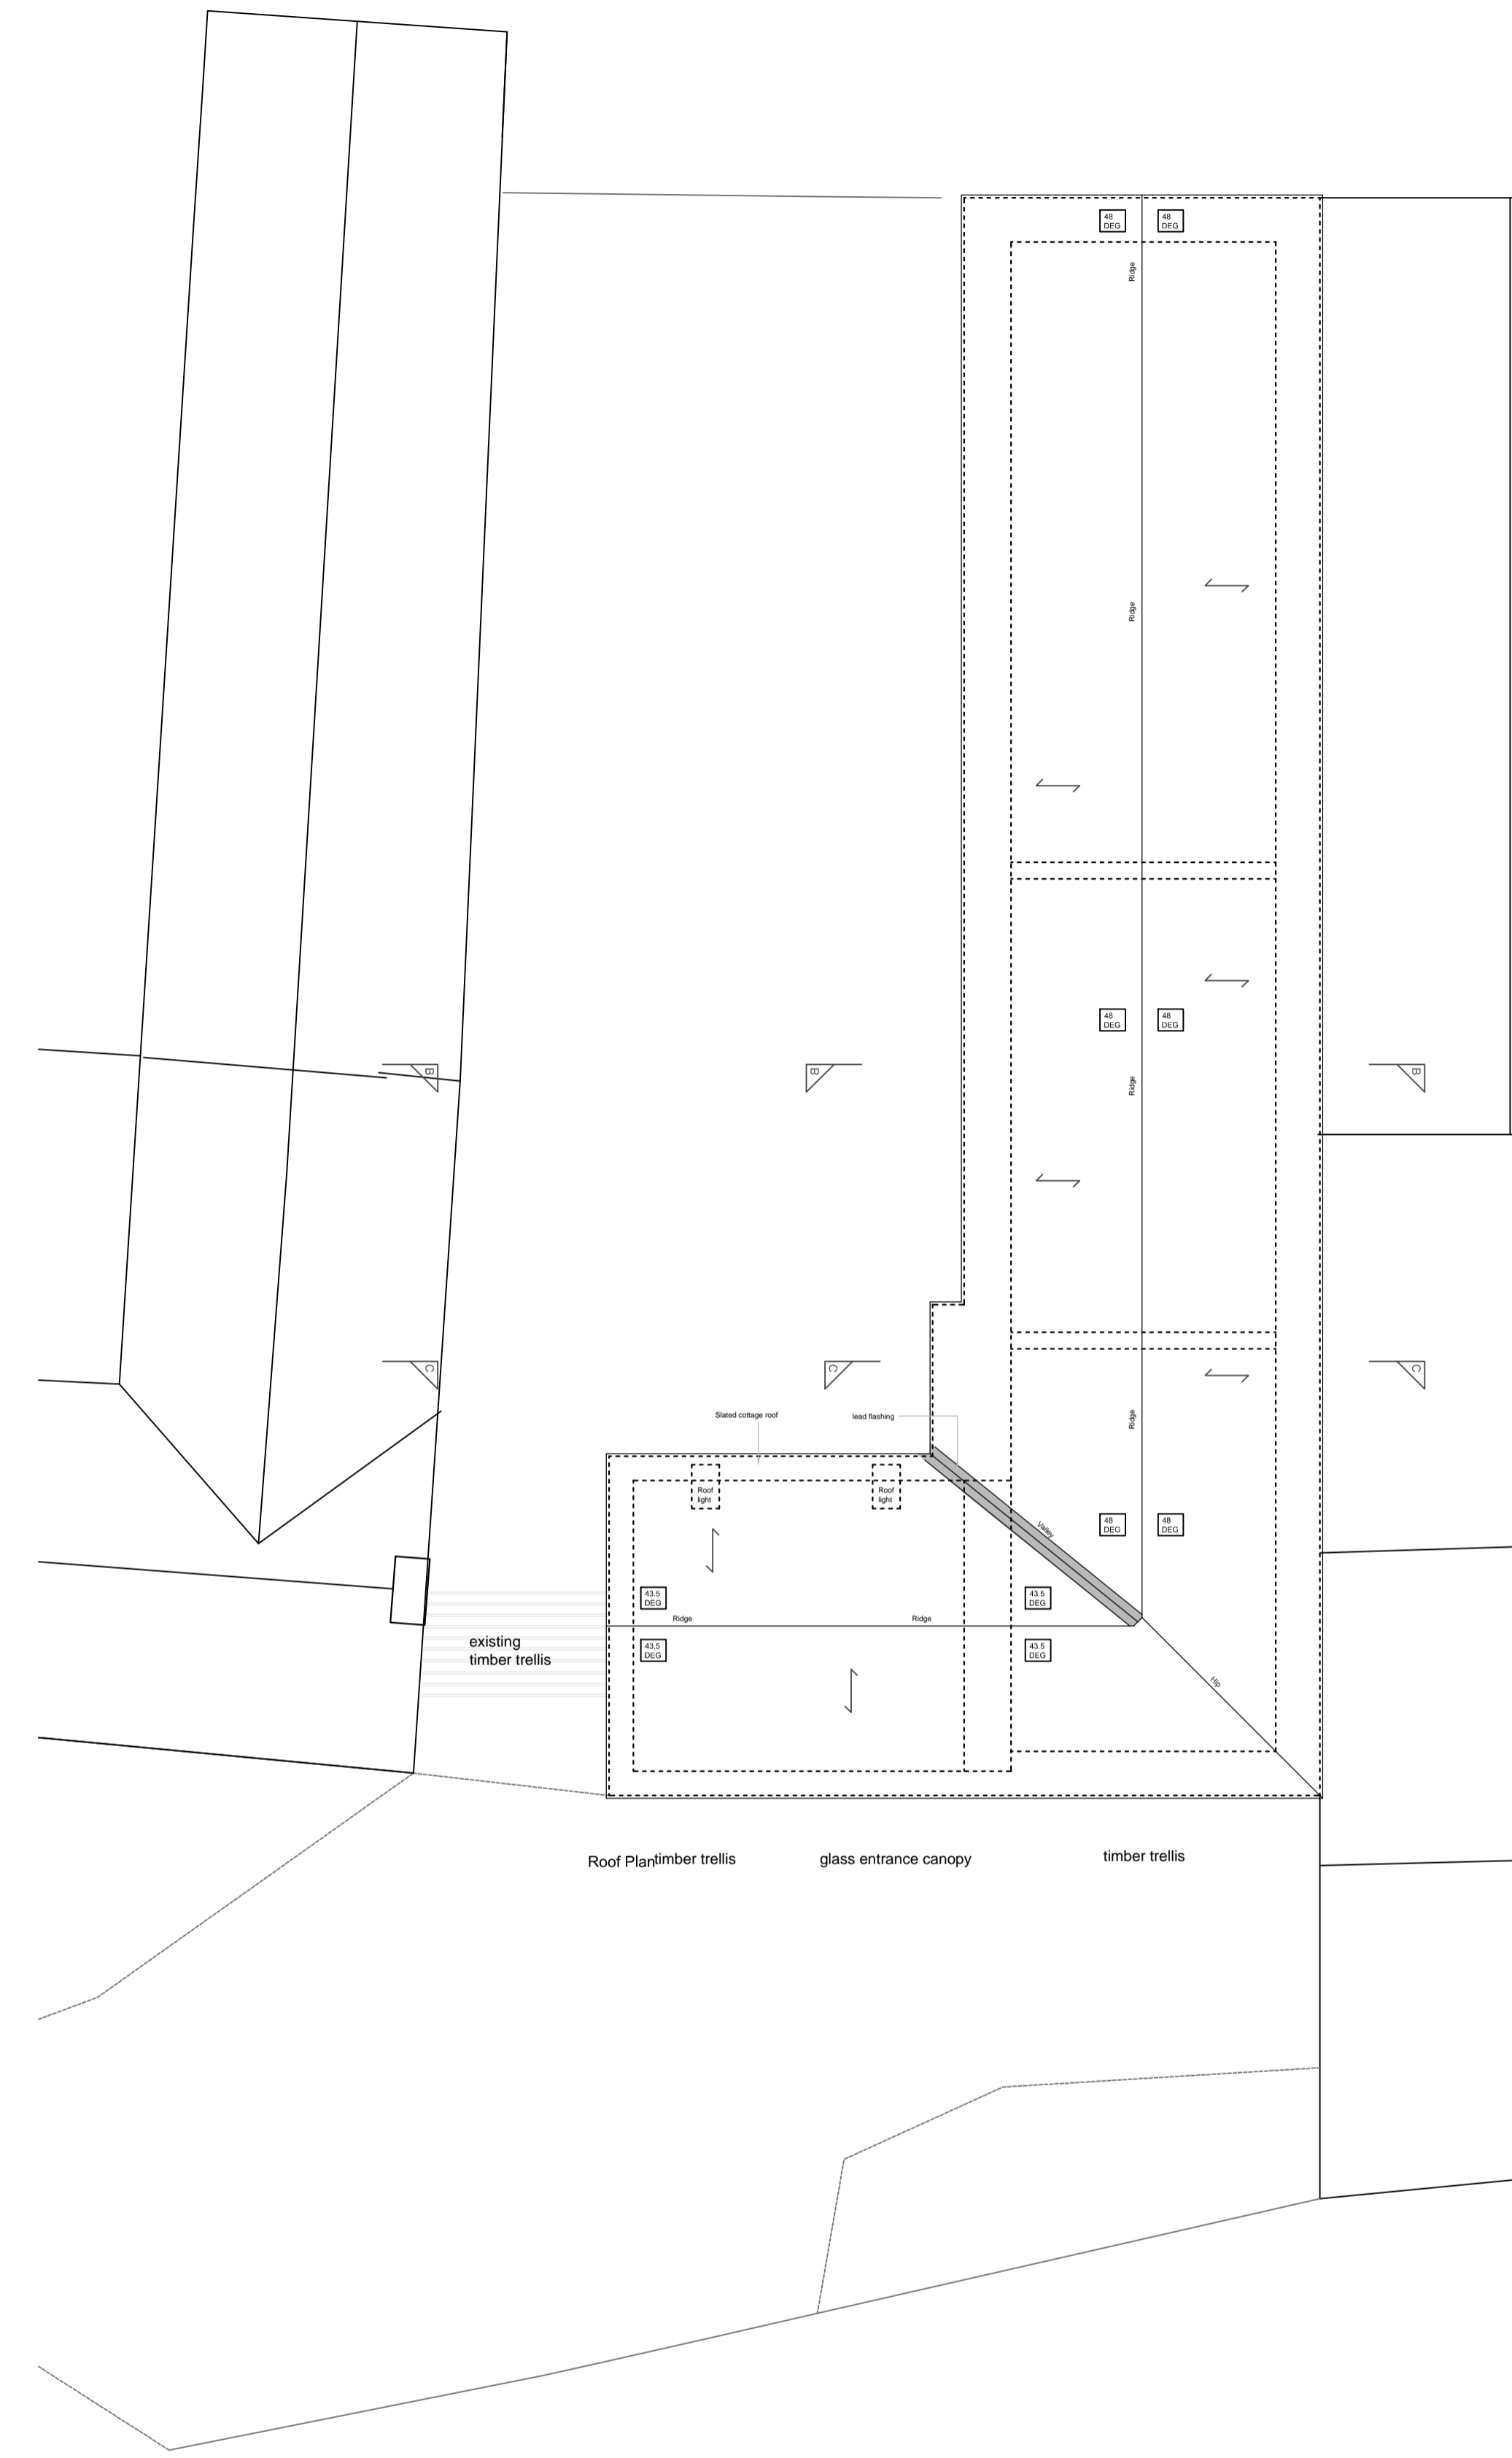 48
DEG
48
DEG
Ridge
Ridge
48
DEG
48
DEG
B
B
B
Ridge
C
C
C
Slated cottage roof
lead flashing
Ridge
Roof
light
Roof
light
48
DEG
48
DEG
Valley
43.5
DEG
43.5
DEG
Ridge
Ridge
existing
timber trellis
43.5
DEG
43.5
DEG
Hip
Roof Plan
timber trellis
glass entrance canopy
timber trellis